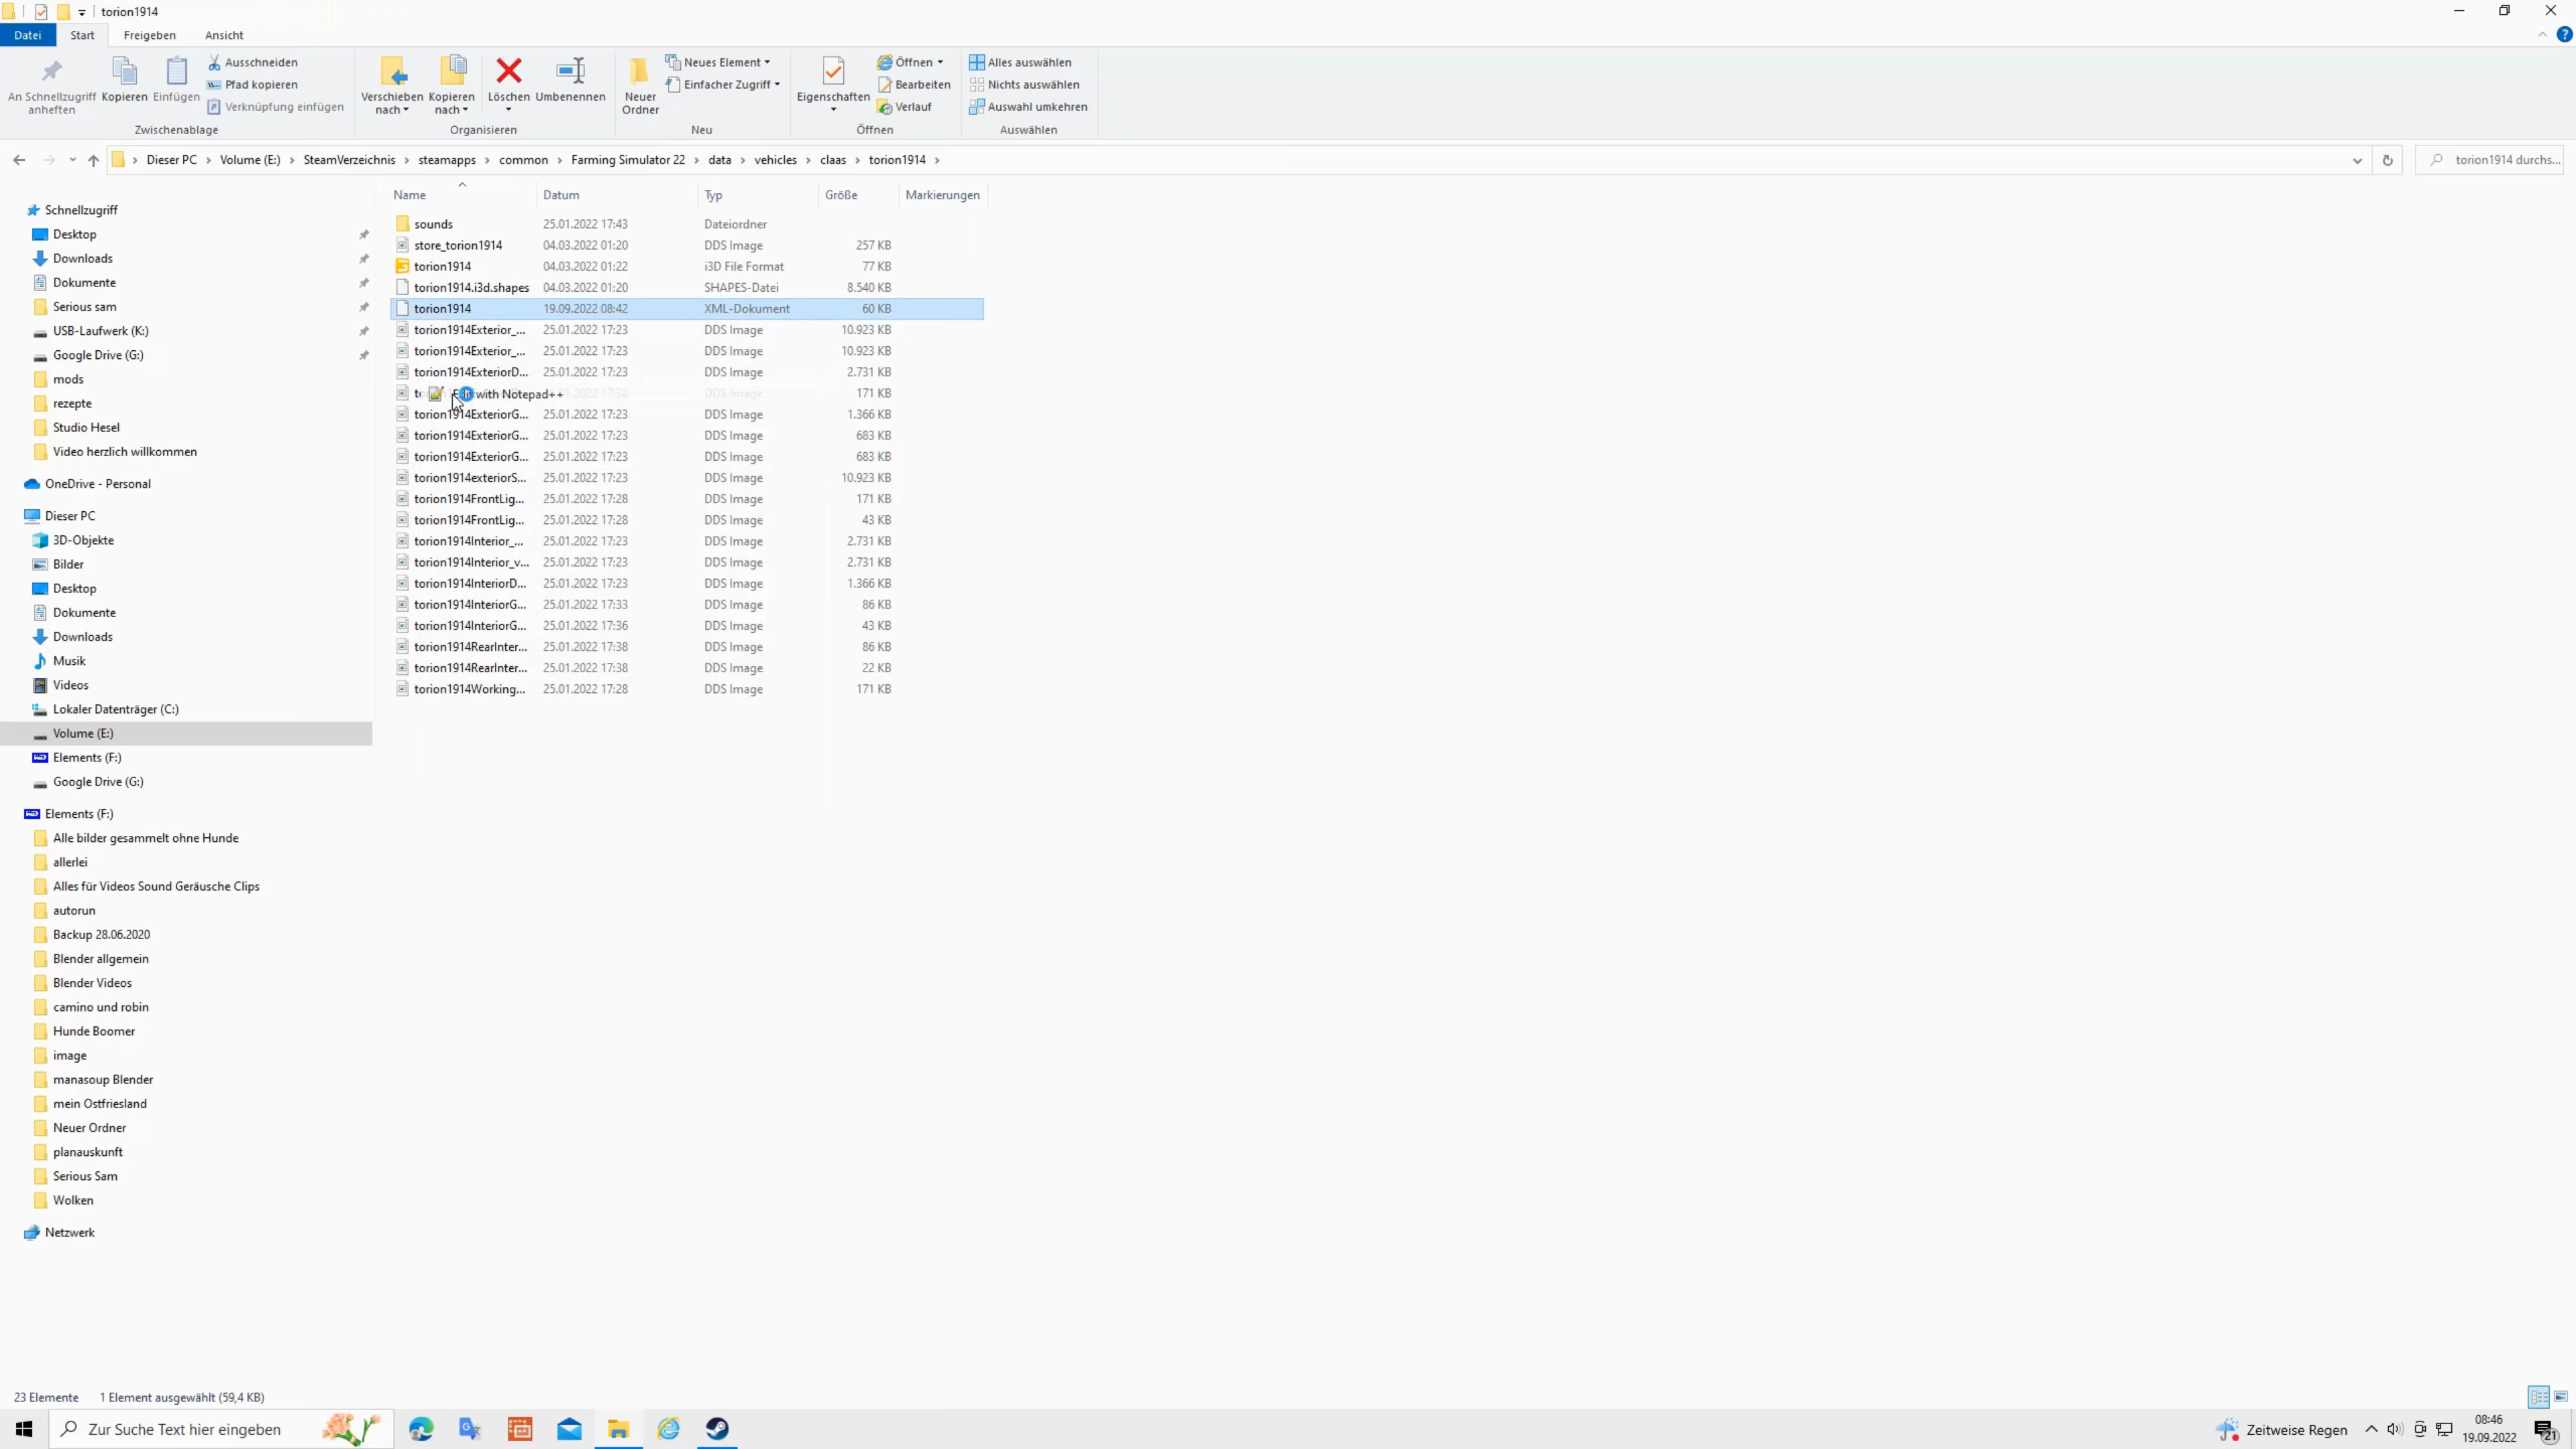 torion1914
Datei Start Freigeben Ansicht
An Schnellzugriff anheften
Kopieren
Einfügen
Ausschneiden
Pfad kopieren
Verknüpfung einfügen
Zwischenablage
Verschieben nach
Kopieren nach
Löschen
Umbenennen
Organisieren
Neuer Ordner
Neues Element
Einfacher Zugriff
Neu
Eigenschaften
Öffnen
Bearbeiten
Verlauf
Öffnen
Alles auswählen
Nichts auswählen
Auswahl umkehren
Auswählen
Dieser PC › Volume (E:) › SteamVerzeichnis › steamapps › common › Farming Simulator 22 › data › vehicles › claas › torion1914 ›
torion1914 durchs...
Schnellzugriff
Desktop
Downloads
Dokumente
Serious sam
USB-Laufwerk (K:)
Google Drive (G:)
mods
rezepte
Studio Hesel
Video herzlich willkommen
OneDrive - Personal
Dieser PC
3D-Objekte
Bilder
Desktop
Dokumente
Downloads
Musik
Videos
Lokaler Datenträger (C:)
Volume (E:)
Elements (F:)
Google Drive (G:)
Elements (F:)
Alle bilder gesammelt ohne Hunde
allerlei
Alles für Videos Sound Geräusche Clips
autorun
Backup 28.06.2020
Blender allgemein
Blender Videos
camino und robin
Hunde Boomer
image
manasoup Blender
mein Ostfriesland
Neuer Ordner
planauskunft
Serious Sam
Wolken
Netzwerk
Name Datum Typ Größe Markierungen
sounds 25.01.2022 17:43 Dateiordner
store_torion1914 04.03.2022 01:20 DDS Image 257 KB
torion1914 04.03.2022 01:22 i3D File Format 77 KB
torion1914.i3d.shapes 04.03.2022 01:20 SHAPES-Datei 8.540 KB
torion1914 19.09.2022 08:42 XML-Dokument 60 KB
torion1914Exterior_... 25.01.2022 17:23 DDS Image 10.923 KB
torion1914Exterior_... 25.01.2022 17:23 DDS Image 10.923 KB
torion1914ExteriorD... 25.01.2022 17:23 DDS Image 2.731 KB
with Notepad++ DDS Image 171 KB
torion1914ExteriorG... 25.01.2022 17:23 DDS Image 1.366 KB
torion1914ExteriorG... 25.01.2022 17:23 DDS Image 683 KB
torion1914ExteriorG... 25.01.2022 17:23 DDS Image 683 KB
torion1914exteriorS... 25.01.2022 17:23 DDS Image 10.923 KB
torion1914FrontLig... 25.01.2022 17:28 DDS Image 171 KB
torion1914FrontLig... 25.01.2022 17:28 DDS Image 43 KB
torion1914Interior_... 25.01.2022 17:23 DDS Image 2.731 KB
torion1914Interior_v... 25.01.2022 17:23 DDS Image 2.731 KB
torion1914InteriorD... 25.01.2022 17:23 DDS Image 1.366 KB
torion1914InteriorG... 25.01.2022 17:33 DDS Image 86 KB
torion1914InteriorG... 25.01.2022 17:36 DDS Image 43 KB
torion1914RearInter... 25.01.2022 17:38 DDS Image 86 KB
torion1914RearInter... 25.01.2022 17:38 DDS Image 22 KB
torion1914Working... 25.01.2022 17:28 DDS Image 171 KB
23 Elemente 1 Element ausgewählt (59,4 KB)
Zur Suche Text hier eingeben
Zeitweise Regen
08:46
19.09.2022
21